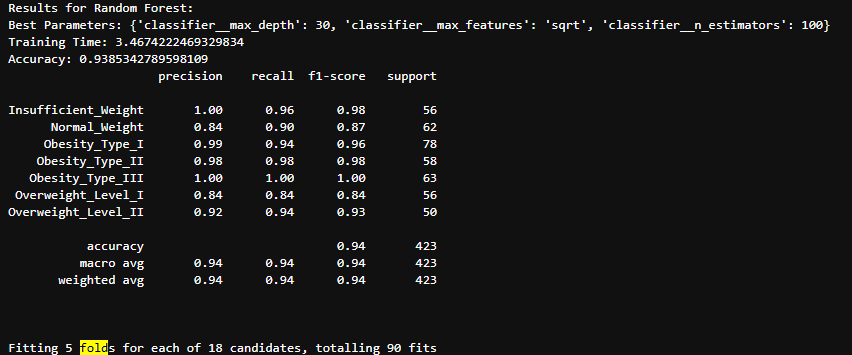 Results for Random Forest:
Best Parameters: {'classifier__max_depth': 30, 'classifier__max_features': 'sqrt', 'classifier__n_estimators': 100}
Training Time: 3.4674222469329834
Accuracy: 0.9385342789598109
precision recall f1-score support
Insufficient_Weight 1.00 0.96 0.98 56
Normal_Weight 0.84 0.90 0.87 62
Obesity_Type_I 0.99 0.94 0.96 78
Obesity_Type_II 0.98 0.98 0.98 58
Obesity_Type_III 1.00 1.00 1.00 63
Overweight_Level_I 0.84 0.84 0.84 56
Overweight_Level_II 0.92 0.94 0.93 50
accuracy 0.94 423
macro avg 0.94 0.94 0.94 423
weighted avg 0.94 0.94 0.94 423
Fitting 5 folds for each of 18 candidates, totalling 90 fits